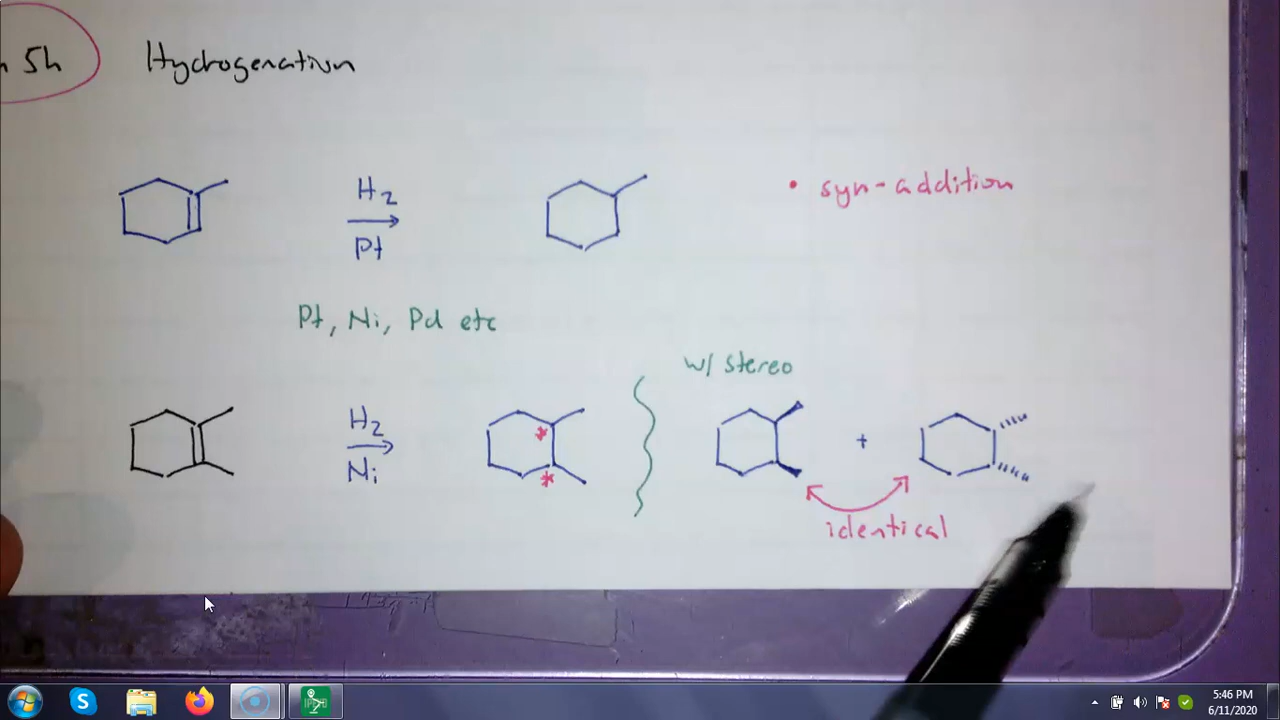 5h Hydrogenation
H2
Pt
• syn-addition
Pt, Ni, Pd etc
w/ stereo
H2
Ni
* *
+
identical
5:46 PM
6/11/2020